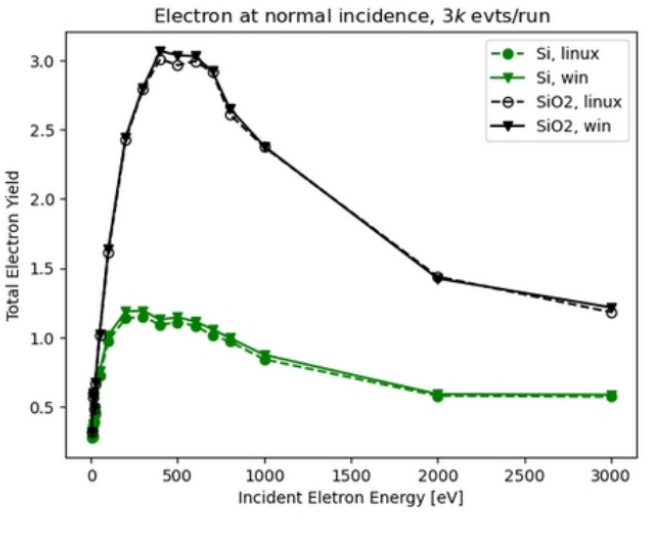 Electron at normal incidence, 3k evts/run
Si, linux
Si, win
SiO2, linux
SiO2, win
Total Electron Yield
3.0
2.5
2.0
1.5
1.0
0.5
0 500 1000 1500 2000 2500 3000
Incident Eletron Energy [eV]